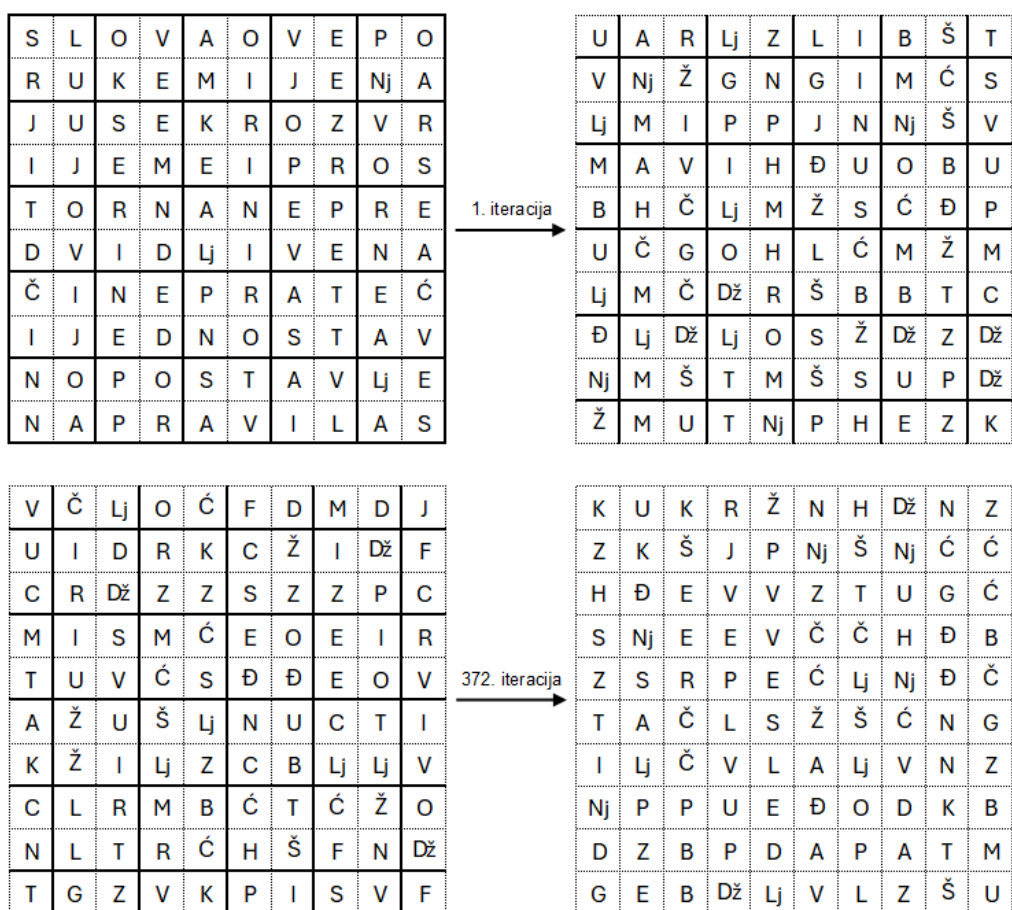 S L O V A O V E P O
R U K E M I J E Nj A
J U S E K R O Z V R
I J E M E I P R O S
T O R N A N E P R E
D V I D Lj I V E N A
Č I N E P R A T E Ć
I J E D N O S T A V
N O P O S T A V Lj E
N A P R A V I L A S
1. iteracija
U A R Lj Z L I B Š T
V Nj Ž G N G I M Ć S
Lj M I P P J N Nj Š V
M A V I H Đ U O B U
B H Č Lj M Ž S Ć Đ P
U Č G O H L Ć M Ž M
Lj M Č Dž R Š B B T C
Đ Lj Dž Lj O S Ž Dž Z Dž
Nj M Š T M Š S U P Dž
Ž M U T Nj P H E Z K
V Č Lj O Ć F D M D J
U I D R K C Ž I Dž F
C R Dž Z Z S Z Z P C
M I S M Ć E O E I R
T U V Ć S Đ Đ E O V
A Ž U Š Lj N U C T I
K Ž I Lj Z C B Lj Lj V
C L R M B Ć T Ć Ž O
N L T R Ć H Š F N Dž
T G Z V K P I S V F
372. iteracija
K U K R Ž N H Dž N Z
Z K Š J P Nj Š Nj Ć Ć
H Đ E V V Z T U G Ć
S Nj E E V Č Č H Đ B
Z S R P E Ć Lj Nj Đ Č
T A Č L S Ž Š Ć N G
I Lj Č V L A Lj V N Z
Nj P P U E Đ O D K B
D Z B P D A P A T M
G E B Dž Lj V L Z Š U